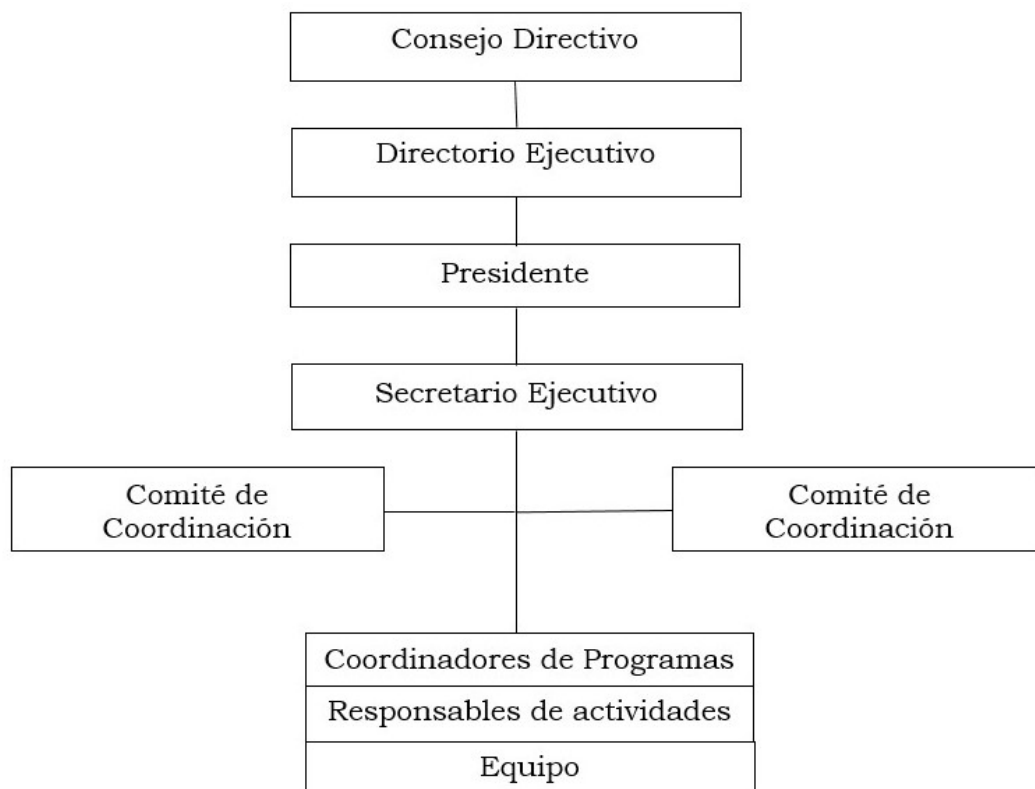 Consejo Directivo
Directorio Ejecutivo
Presidente
Secretario Ejecutivo
Comité de
Coordinación
Comité de
Coordinación
Coordinadores de Programas
Responsables de actividades
Equipo